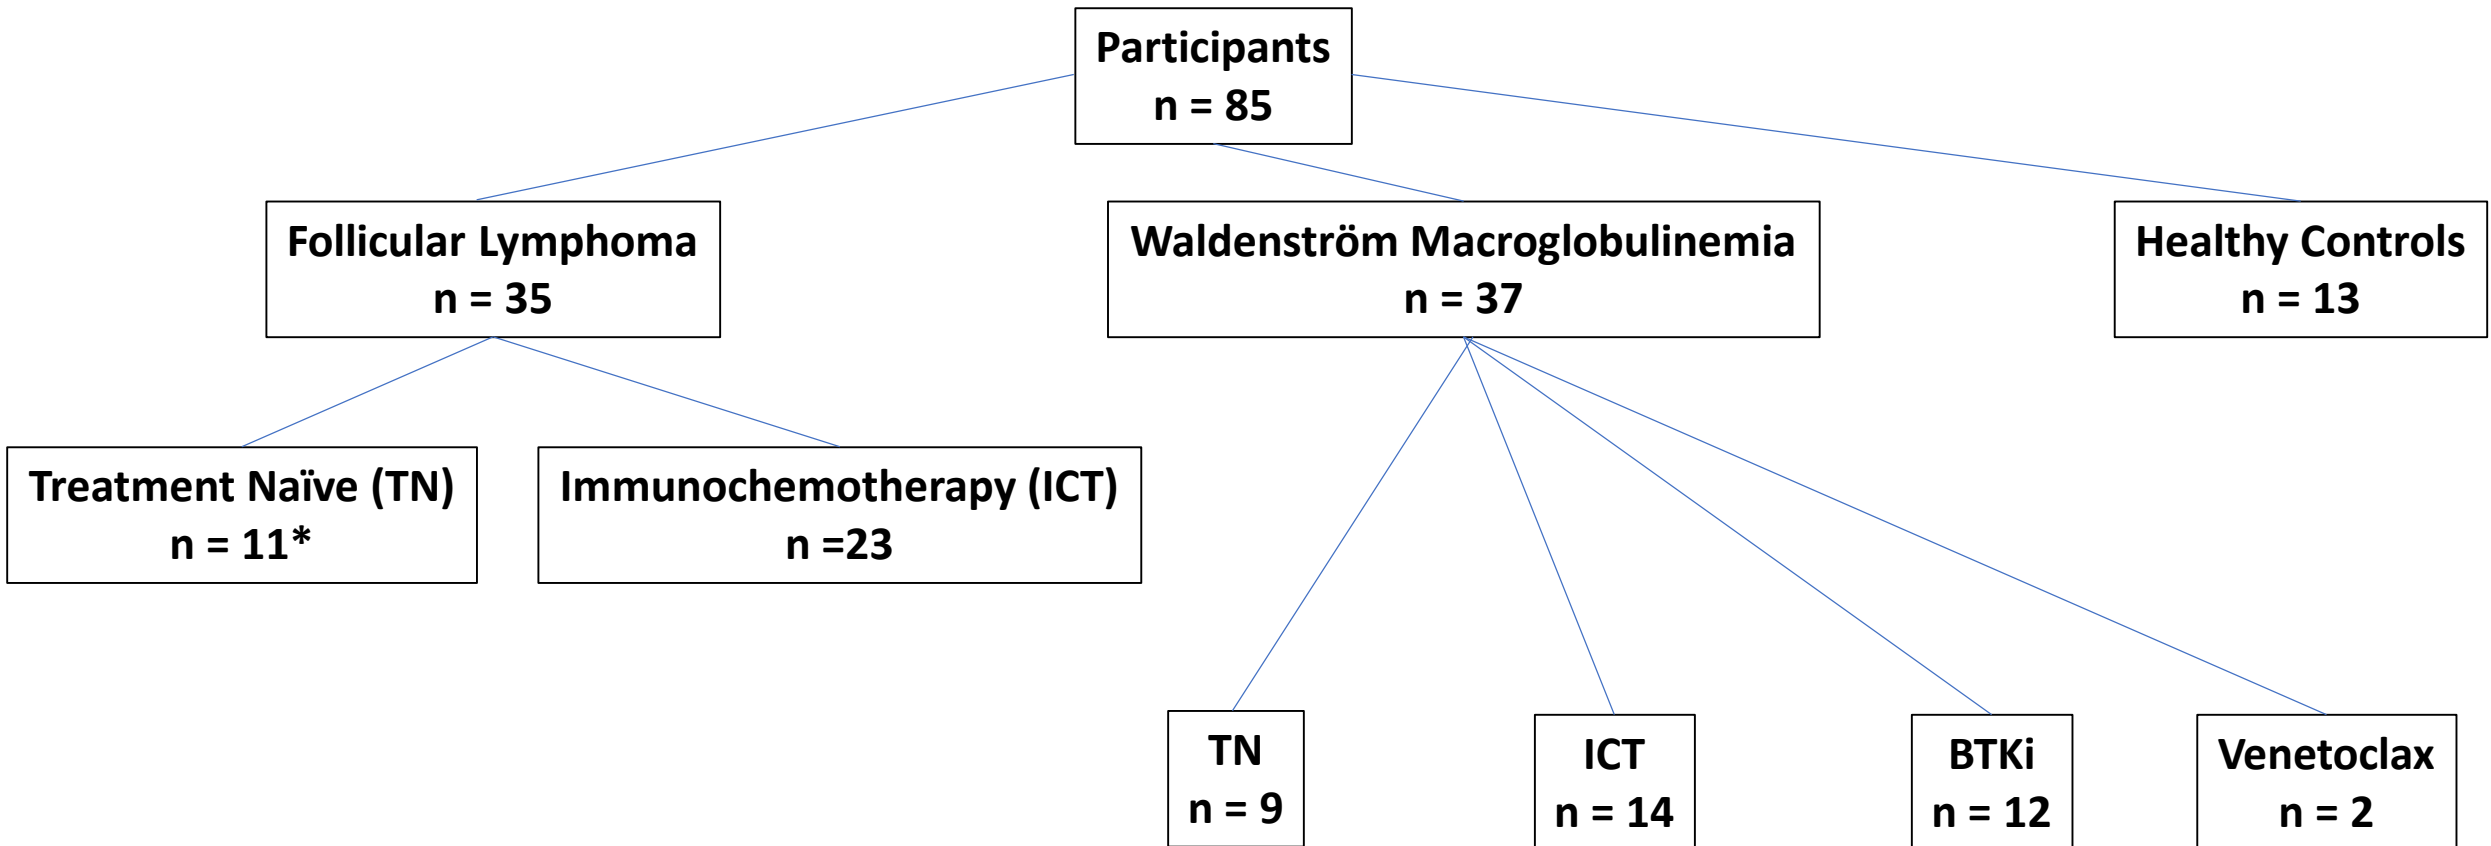 Participants
n = 85
Follicular Lymphoma
n = 35
Waldenström Macroglobulinemia
n = 37
Healthy Controls
n = 13
Treatment Naïve (TN)
n = 11*
Immunochemotherapy (ICT)
n =23
TN
n = 9
ICT
n = 14
BTKi
n = 12
Venetoclax
n = 2